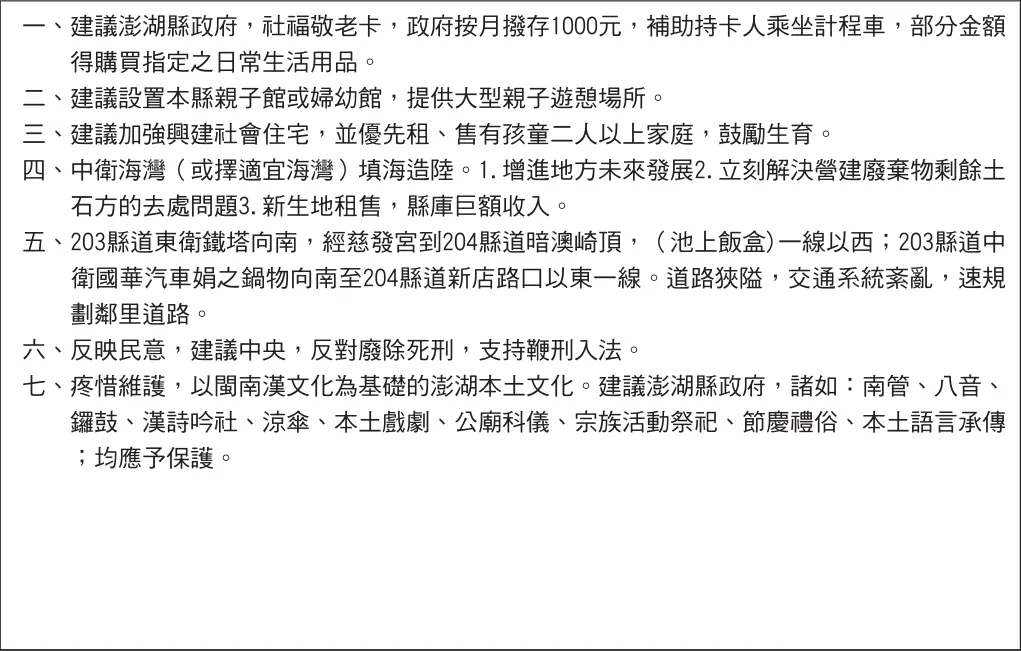 一、建議澎湖縣政府，社福敬老卡，政府按月撥存1000元，補助持卡人乘坐計程車，部分金額
得購買指定之日常生活用品。
二、建議設置本縣親子館或婦幼館，提供大型親子遊憩場所。
三、建議加強興建社會住宅，並優先租、售有孩童二人以上家庭，鼓勵生育。
四、中衛海灣（或擇適宜海灣）填海造陸。1.增進地方未來發展2.立刻解決營建廢棄物剩餘土
石方的去處問題3.新生地租售，縣庫巨額收入。
五、203縣道東衛鐵塔向南，經慈發宮到204縣道暗澳崎頂，（池上飯盒)一線以西；203縣道中
衛國華汽車娟之鍋物向南至204縣道新店路口以東一線。道路狹隘，交通系統紊亂，速規
劃鄰里道路。
六、反映民意，建議中央，反對廢除死刑，支持鞭刑入法。
七、疼惜維護，以閩南漢文化為基礎的澎湖本土文化。建議澎湖縣政府，諸如：南管、八音、
鑼鼓、漢詩吟社、涼傘、本土戲劇、公廟科儀、宗族活動祭祀、節慶禮俗、本土語言承傳
；均應予保護。